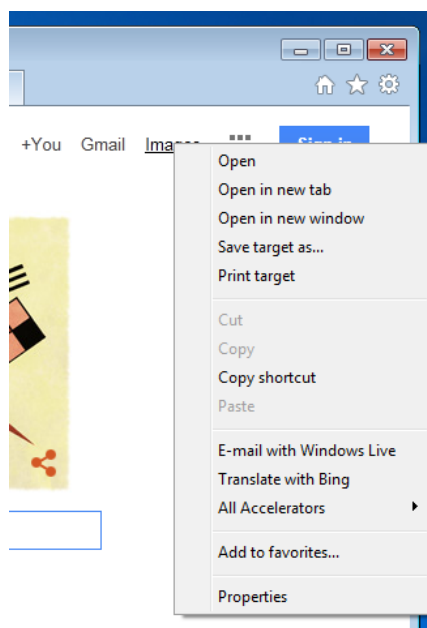 +You Gmail Images Sign in
Open
Open in new tab
Open in new window
Save target as...
Print target
Cut
Copy
Copy shortcut
Paste
E-mail with Windows Live
Translate with Bing
All Accelerators
Add to favorites...
Properties